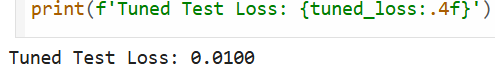 print(f'Tuned Test Loss: {tuned_loss:.4f}')
Tuned Test Loss: 0.0100